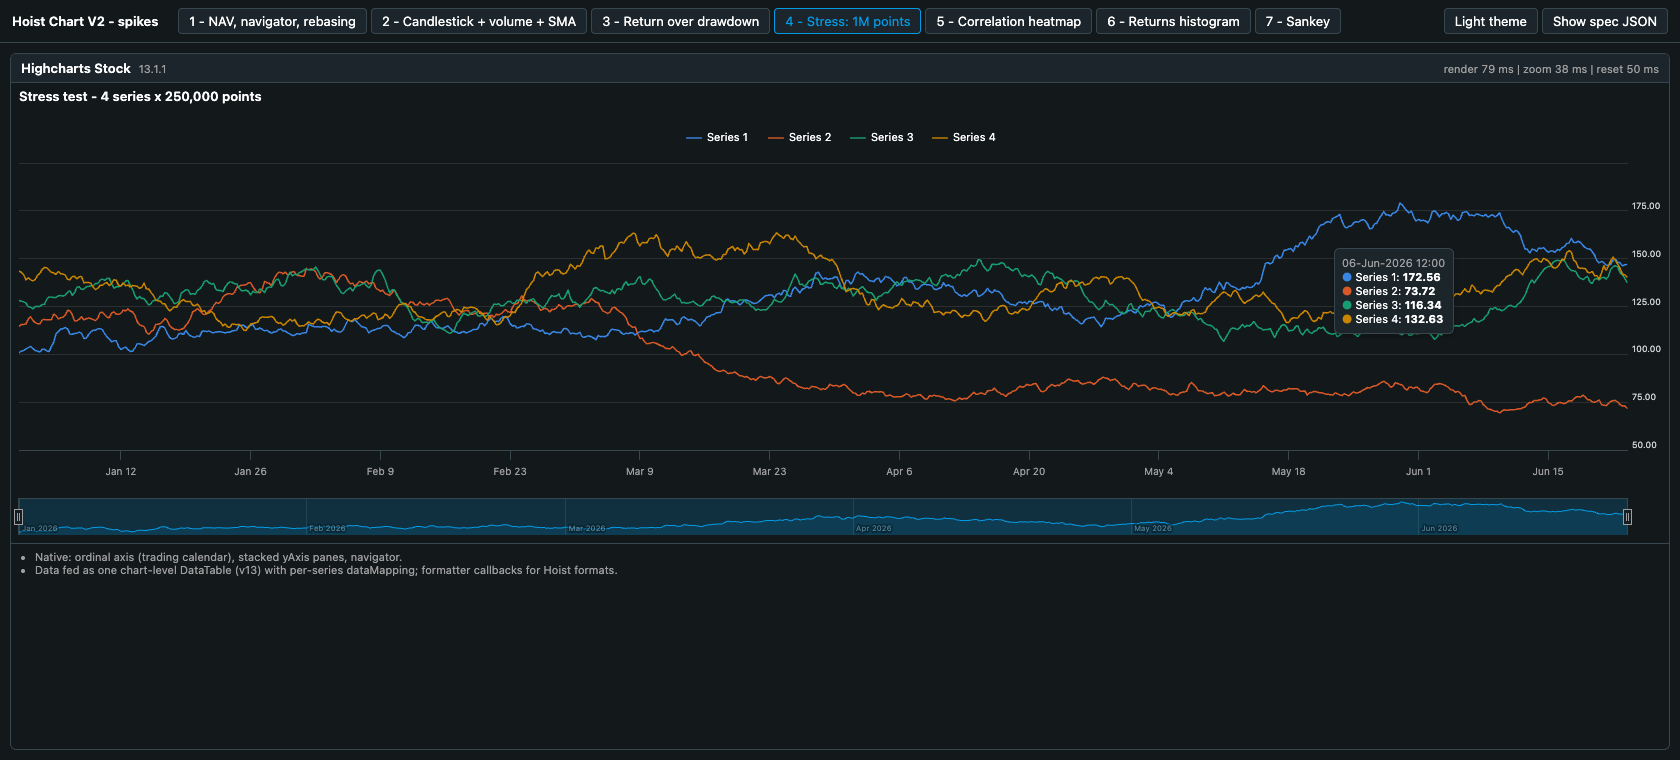 Hoist Chart V2 - spikes
1 - NAV, navigator, rebasing
2 - Candlestick + volume + SMA
3 - Return over drawdown
4 - Stress: 1M points
5 - Correlation heatmap
6 - Returns histogram
7 - Sankey
Light theme
Show spec JSON
Highcharts Stock 13.1.1
render 79 ms | zoom 38 ms | reset 50 ms
Stress test - 4 series x 250,000 points
Series 1
Series 2
Series 3
Series 4
175.00
150.00
125.00
100.00
75.00
50.00
06-Jun-2026 12:00
Series 1: 172.56
Series 2: 73.72
Series 3: 116.34
Series 4: 132.63
Jan 12
Jan 26
Feb 9
Feb 23
Mar 9
Mar 23
Apr 6
Apr 20
May 4
May 18
Jun 1
Jun 15
Jan 2026
Feb 2026
Mar 2026
Apr 2026
May 2026
Jun 2026
• Native: ordinal axis (trading calendar), stacked yAxis panes, navigator.
• Data fed as one chart-level DataTable (v13) with per-series dataMapping; formatter callbacks for Hoist formats.